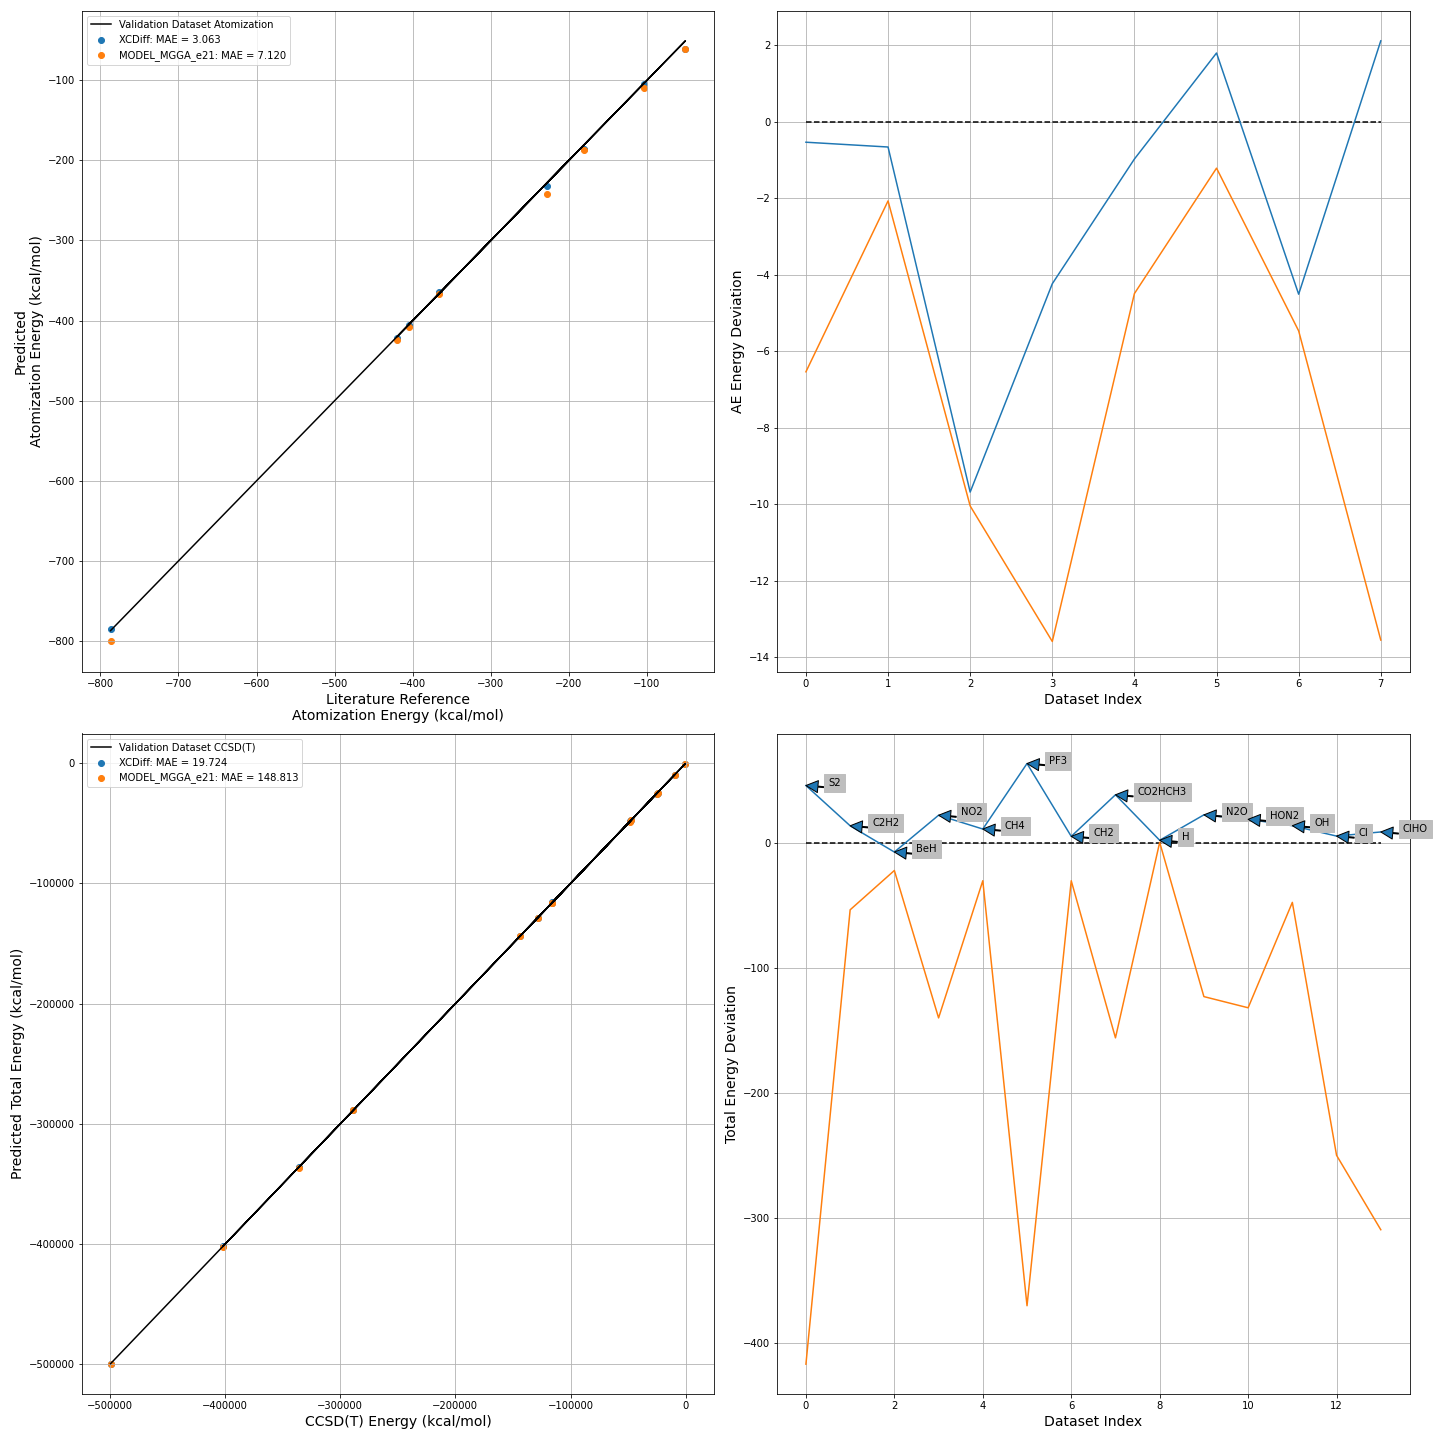 Validation Dataset Atomization
XCDiff: MAE = 3.063
MODEL_MGGA_e21: MAE = 7.120
−100
−200
−300
−400
−500
−600
−700
−800
Predicted
Atomization Energy (kcal/mol)
−800 −700 −600 −500 −400 −300 −200 −100
Literature Reference
Atomization Energy (kcal/mol)
2
0
−2
−4
−6
−8
−10
−12
−14
AE Energy Deviation
0 1 2 3 4 5 6 7
Dataset Index
Validation Dataset CCSD(T)
XCDiff: MAE = 19.724
MODEL_MGGA_e21: MAE = 148.813
0
−100000
−200000
−300000
−400000
−500000
Predicted Total Energy (kcal/mol)
−500000 −400000 −300000 −200000 −100000 0
CCSD(T) Energy (kcal/mol)
S2
C2H2
BeH
NO2
CH4
PF3
CH2
CO2HCH3
H
N2O
HON2
OH
Cl
ClHO
0
−100
−200
−300
−400
Total Energy Deviation
0 2 4 6 8 10 12
Dataset Index